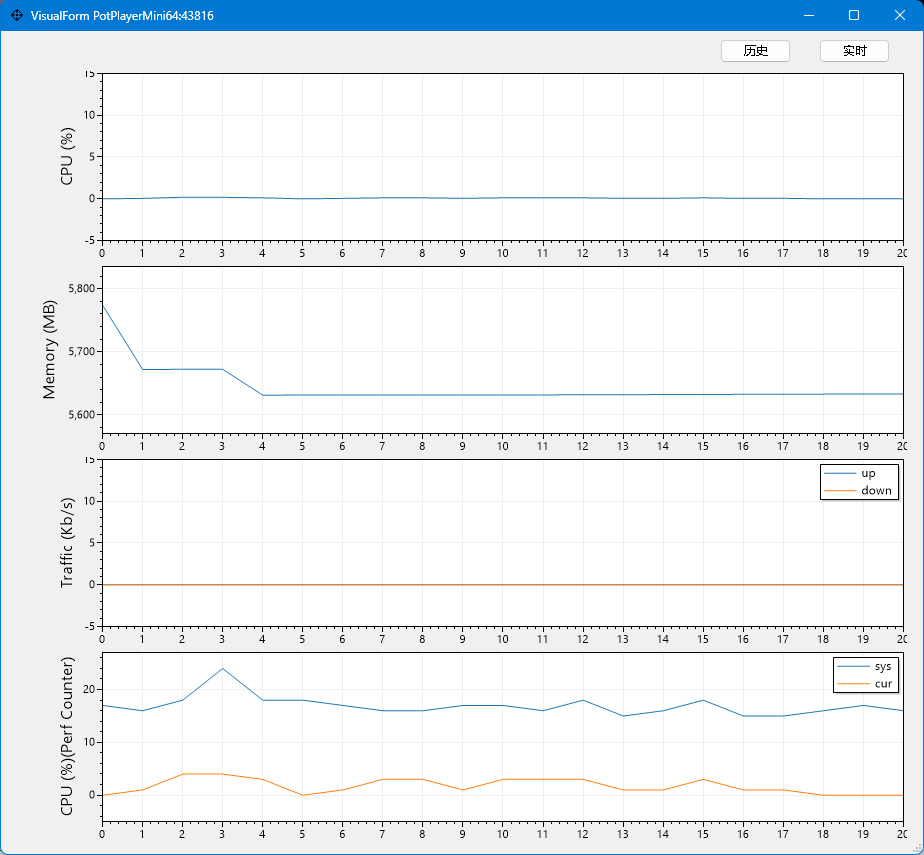 VisualForm PotPlayerMini64:43816
历史 实时
CPU (%)
15
10
5
0
-5
0 1 2 3 4 5 6 7 8 9 10 11 12 13 14 15 16 17 18 19 20
Memory (MB)
5,800
5,700
5,600
0 1 2 3 4 5 6 7 8 9 10 11 12 13 14 15 16 17 18 19 20
Traffic (Kb/s)
15
10
5
0
-5
up
down
0 1 2 3 4 5 6 7 8 9 10 11 12 13 14 15 16 17 18 19 20
CPU (%)(Perf Counter)
20
10
0
sys
cur
0 1 2 3 4 5 6 7 8 9 10 11 12 13 14 15 16 17 18 19 20